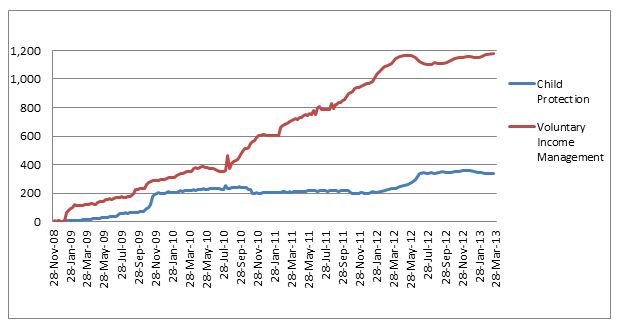 1,200
1,000
800
600
400
200
0
28-Nov-08
28-Jan-09
28-Mar-09
28-May-09
28-Jul-09
28-Sep-09
28-Nov-09
28-Jan-10
28-Mar-10
28-May-10
28-Jul-10
28-Sep-10
28-Nov-10
28-Jan-11
28-Mar-11
28-May-11
28-Jul-11
28-Sep-11
28-Nov-11
28-Jan-12
28-Mar-12
28-May-12
28-Jul-12
28-Sep-12
28-Nov-12
28-Jan-13
28-Mar-13
Child
Protection
Voluntary
Income
Management